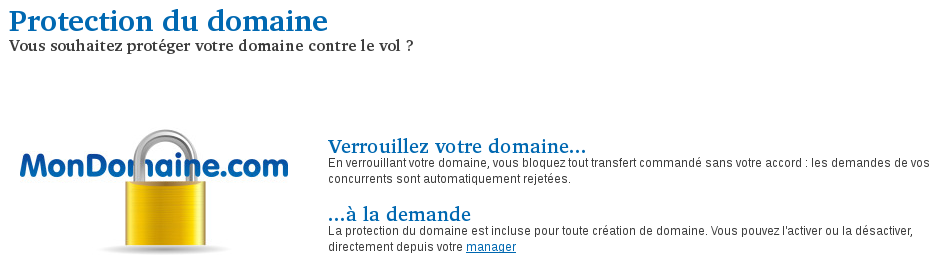 Protection du domaine
Vous souhaitez protéger votre domaine contre le vol ?
MonDomaine.com
Verrouillez votre domaine...
En verrouillant votre domaine, vous bloquez tout transfert commandé sans votre accord : les demandes de vos
concurrents sont automatiquement rejetées.
...à la demande
La protection du domaine est incluse pour toute création de domaine. Vous pouvez l'activer ou la désactiver,
directement depuis votre manager